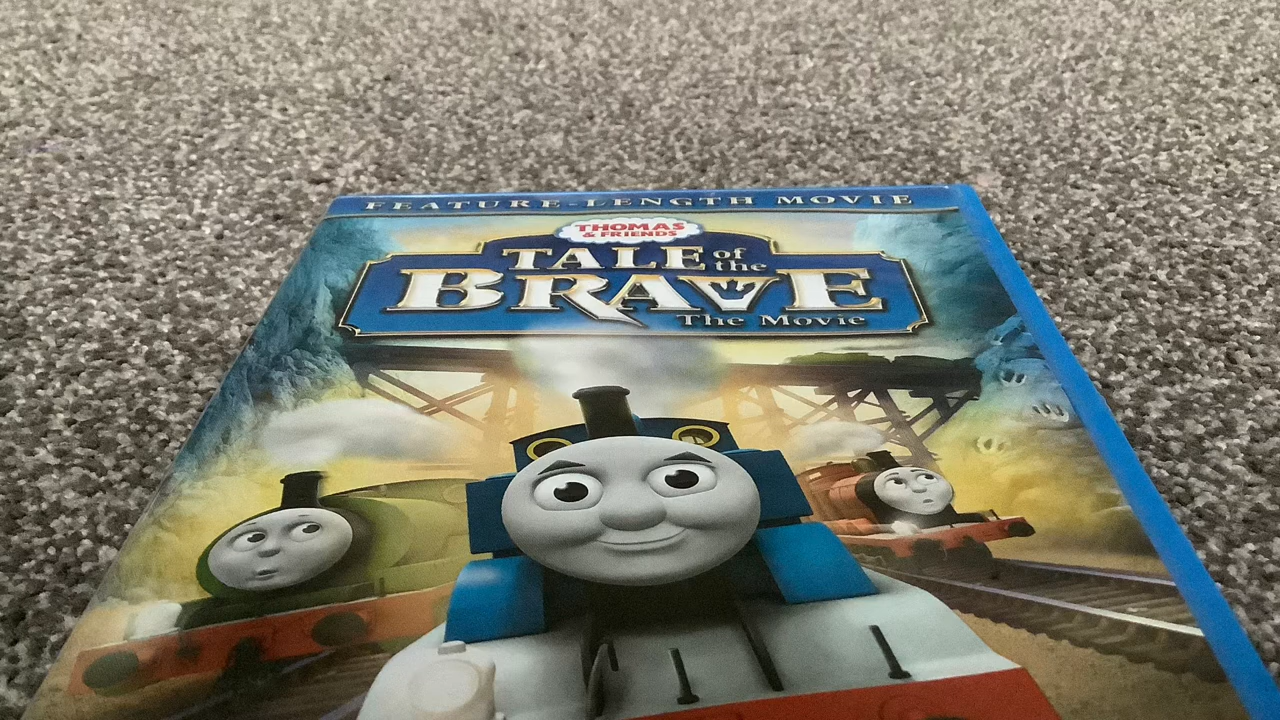 FEATURE-LENGTH MOVIE
THOMAS
& FRIENDS
TALE of the
BRAVE
The Movie